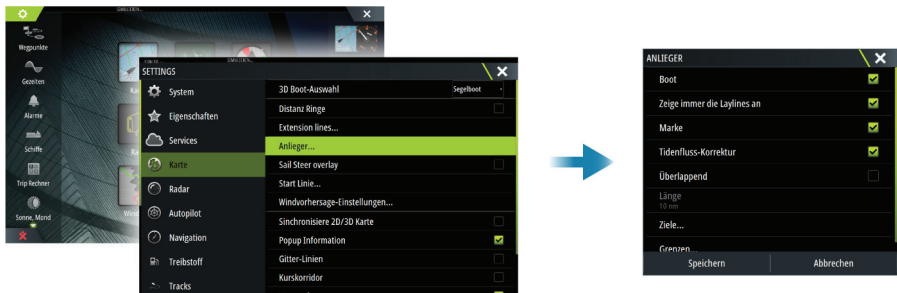 Wegpunkte
Gezeiten
Alarme
Schiffe
Trip Rechner
Sonne, Mond
SETTINGS
System
Eigenschaften
Services
Karte
Radar
Autopilot
Navigation
Treibstoff
Tracks
3D Boot-Auswahl Segelboot
Distanz Ringe
Extension lines...
Anlieger...
Sail Steer overlay
Start Linie...
Windvorhersage-Einstellungen...
Sinchronisiere 2D/3D Karte
Popup Information
Gitter-Linien
Kurskorridor
ANLIEGER
Boot
Zeige immer die Laylines an
Marke
Tidenfluss-Korrektur
Überlappend
Länge
10 nm
Ziele...
Grenzen...
Speichern Abbrechen